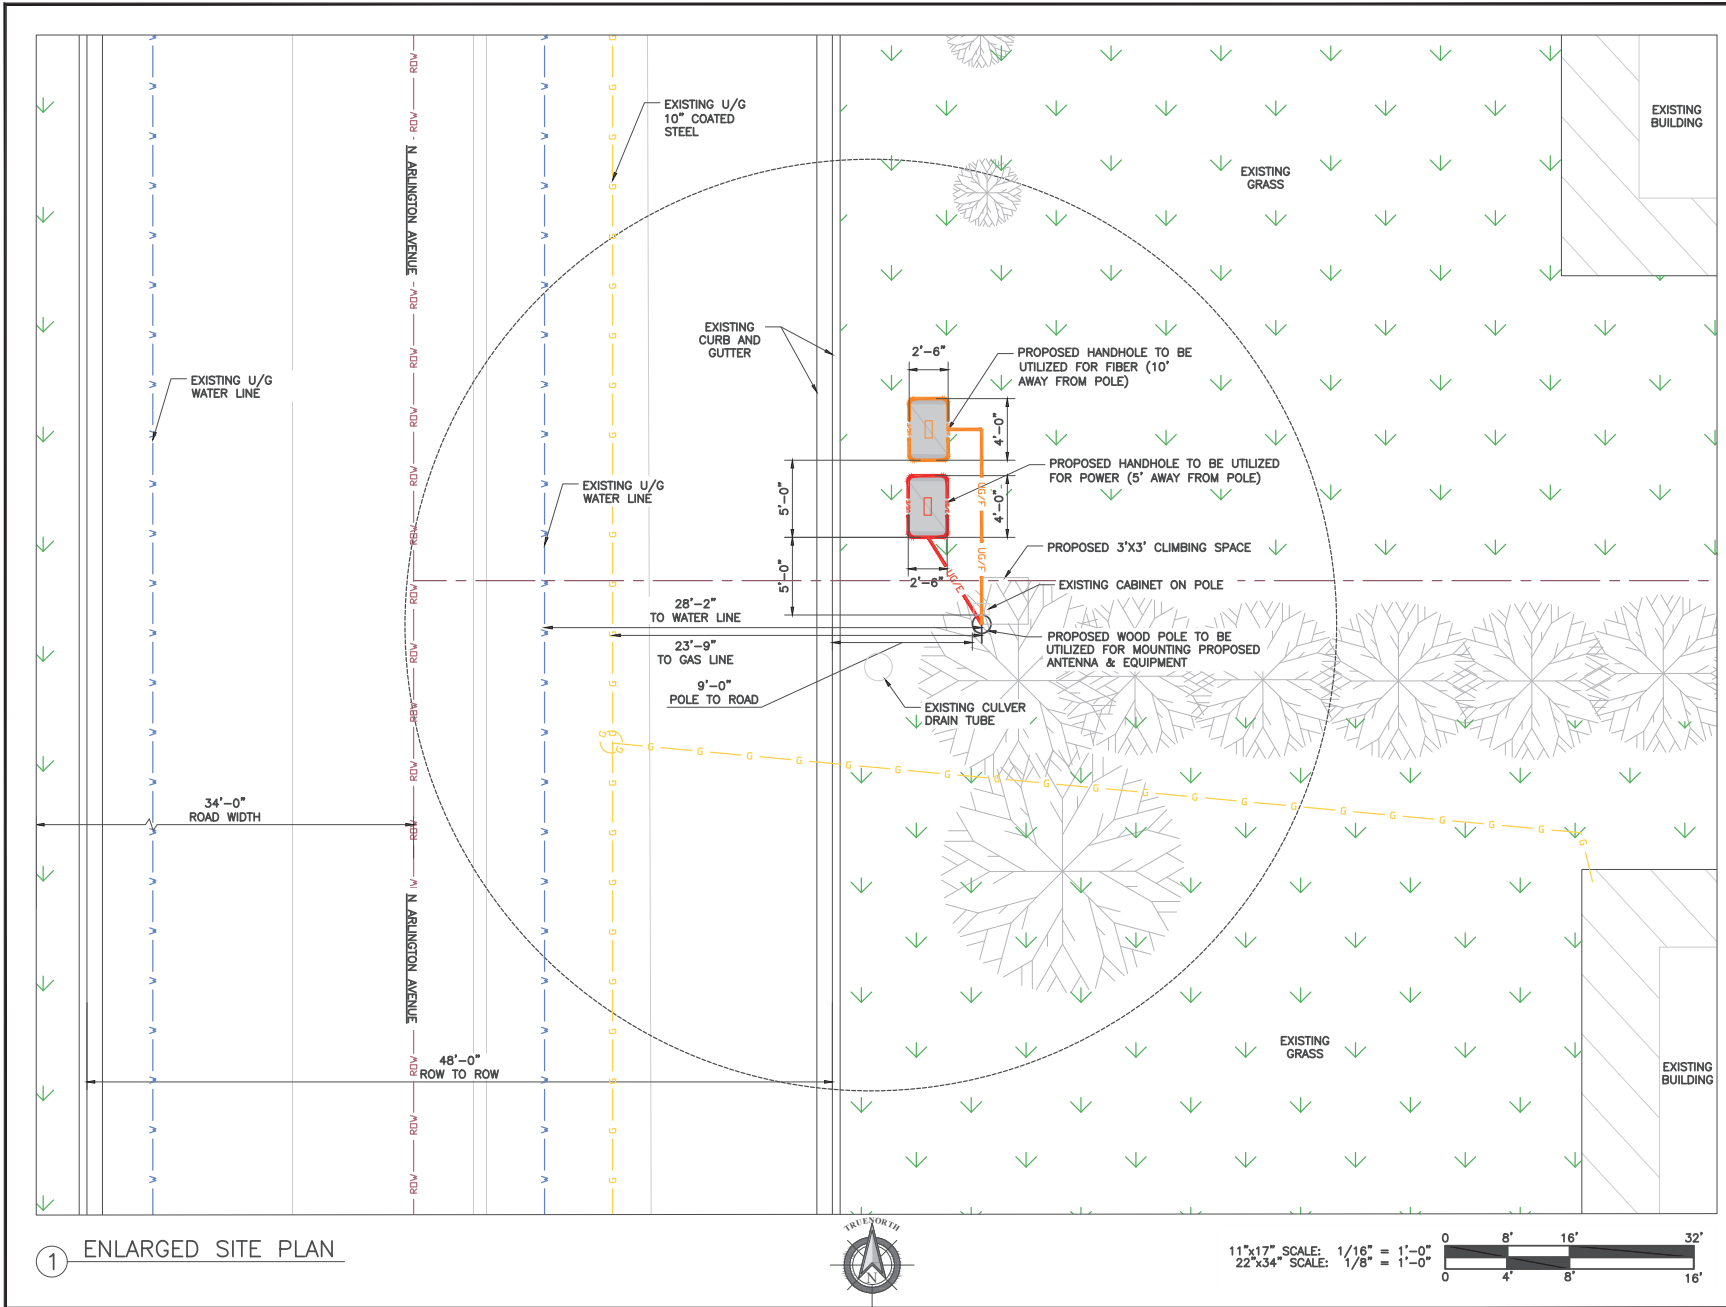 EXISTING U/G
10" COATED
STEEL
EXISTING
BUILDING
EXISTING
GRASS
N ARLINGTON AVENUE
ROW
EXISTING
CURB AND
GUTTER
2'-6"
PROPOSED HANDHOLE TO BE
UTILIZED FOR FIBER (10'
AWAY FROM POLE)
EXISTING U/G
WATER LINE
4'-0"
PROPOSED HANDHOLE TO BE UTILIZED
FOR POWER (5' AWAY FROM POLE)
EXISTING U/G
WATER LINE
5'-0"
UG/F
4'-0"
PROPOSED 3'X3' CLIMBING SPACE
UG/F
5'-0"
2'-6"
UG/E
EXISTING CABINET ON POLE
28'-2"
TO WATER LINE
PROPOSED WOOD POLE TO BE
UTILIZED FOR MOUNTING PROPOSED
ANTENNA & EQUIPMENT
23'-9"
TO GAS LINE
9'-0"
POLE TO ROAD
EXISTING CULVER
DRAIN TUBE
G
34'-0"
ROAD WIDTH
N ARLINGTON AVENUE
EXISTING
GRASS
48'-0"
ROW TO ROW
EXISTING
BUILDING
TRUENORTH
N
1
ENLARGED SITE PLAN
11"x17" SCALE: 1/16" = 1'-0"
22"x34" SCALE: 1/8" = 1'-0"
0 8' 16' 32'
0 4' 8' 16'